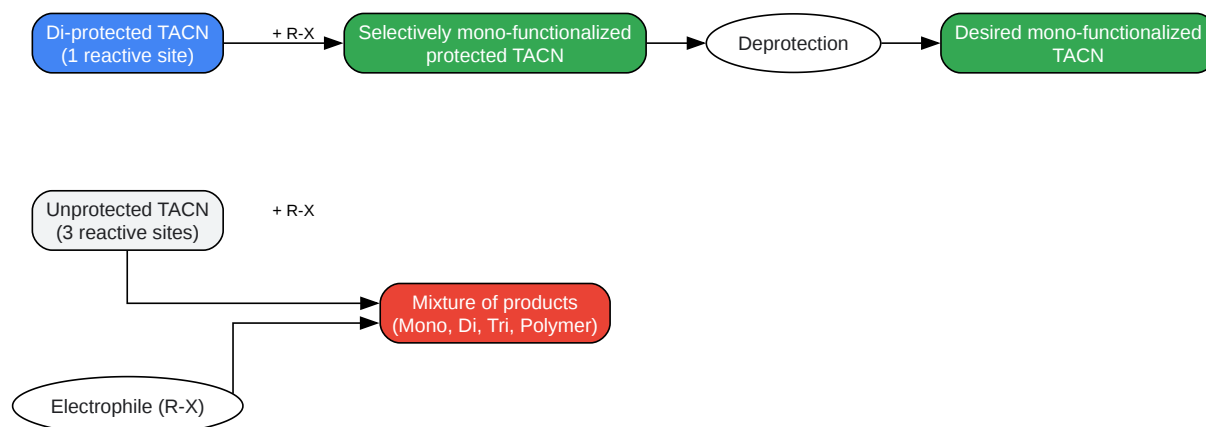 Di-protected TACN
(1 reactive site)
+ R-X
Selectively mono-functionalized
protected TACN
Deprotection
Desired mono-functionalized
TACN
Unprotected TACN
(3 reactive sites)
+ R-X
Mixture of products
(Mono, Di, Tri, Polymer)
Electrophile (R-X)